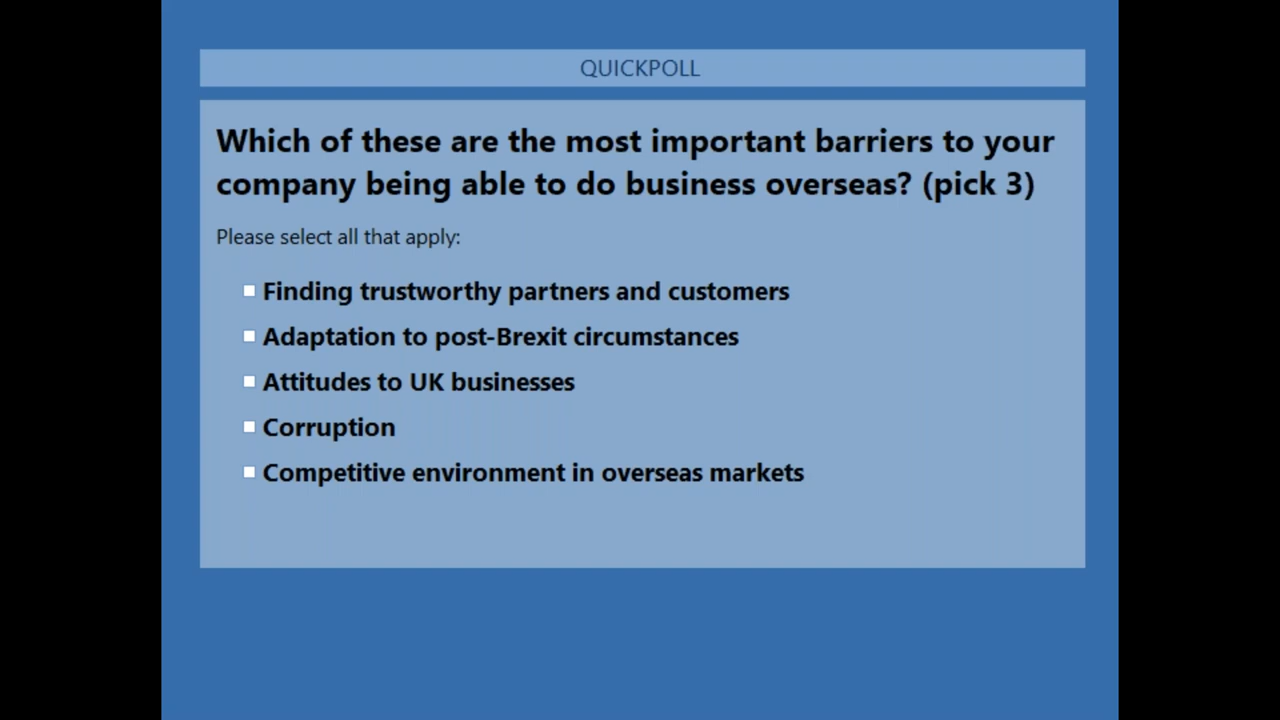 QUICKPOLL
Which of these are the most important barriers to your
company being able to do business overseas? (pick 3)
Please select all that apply:
Finding trustworthy partners and customers
Adaptation to post-Brexit circumstances
Attitudes to UK businesses
Corruption
Competitive environment in overseas markets